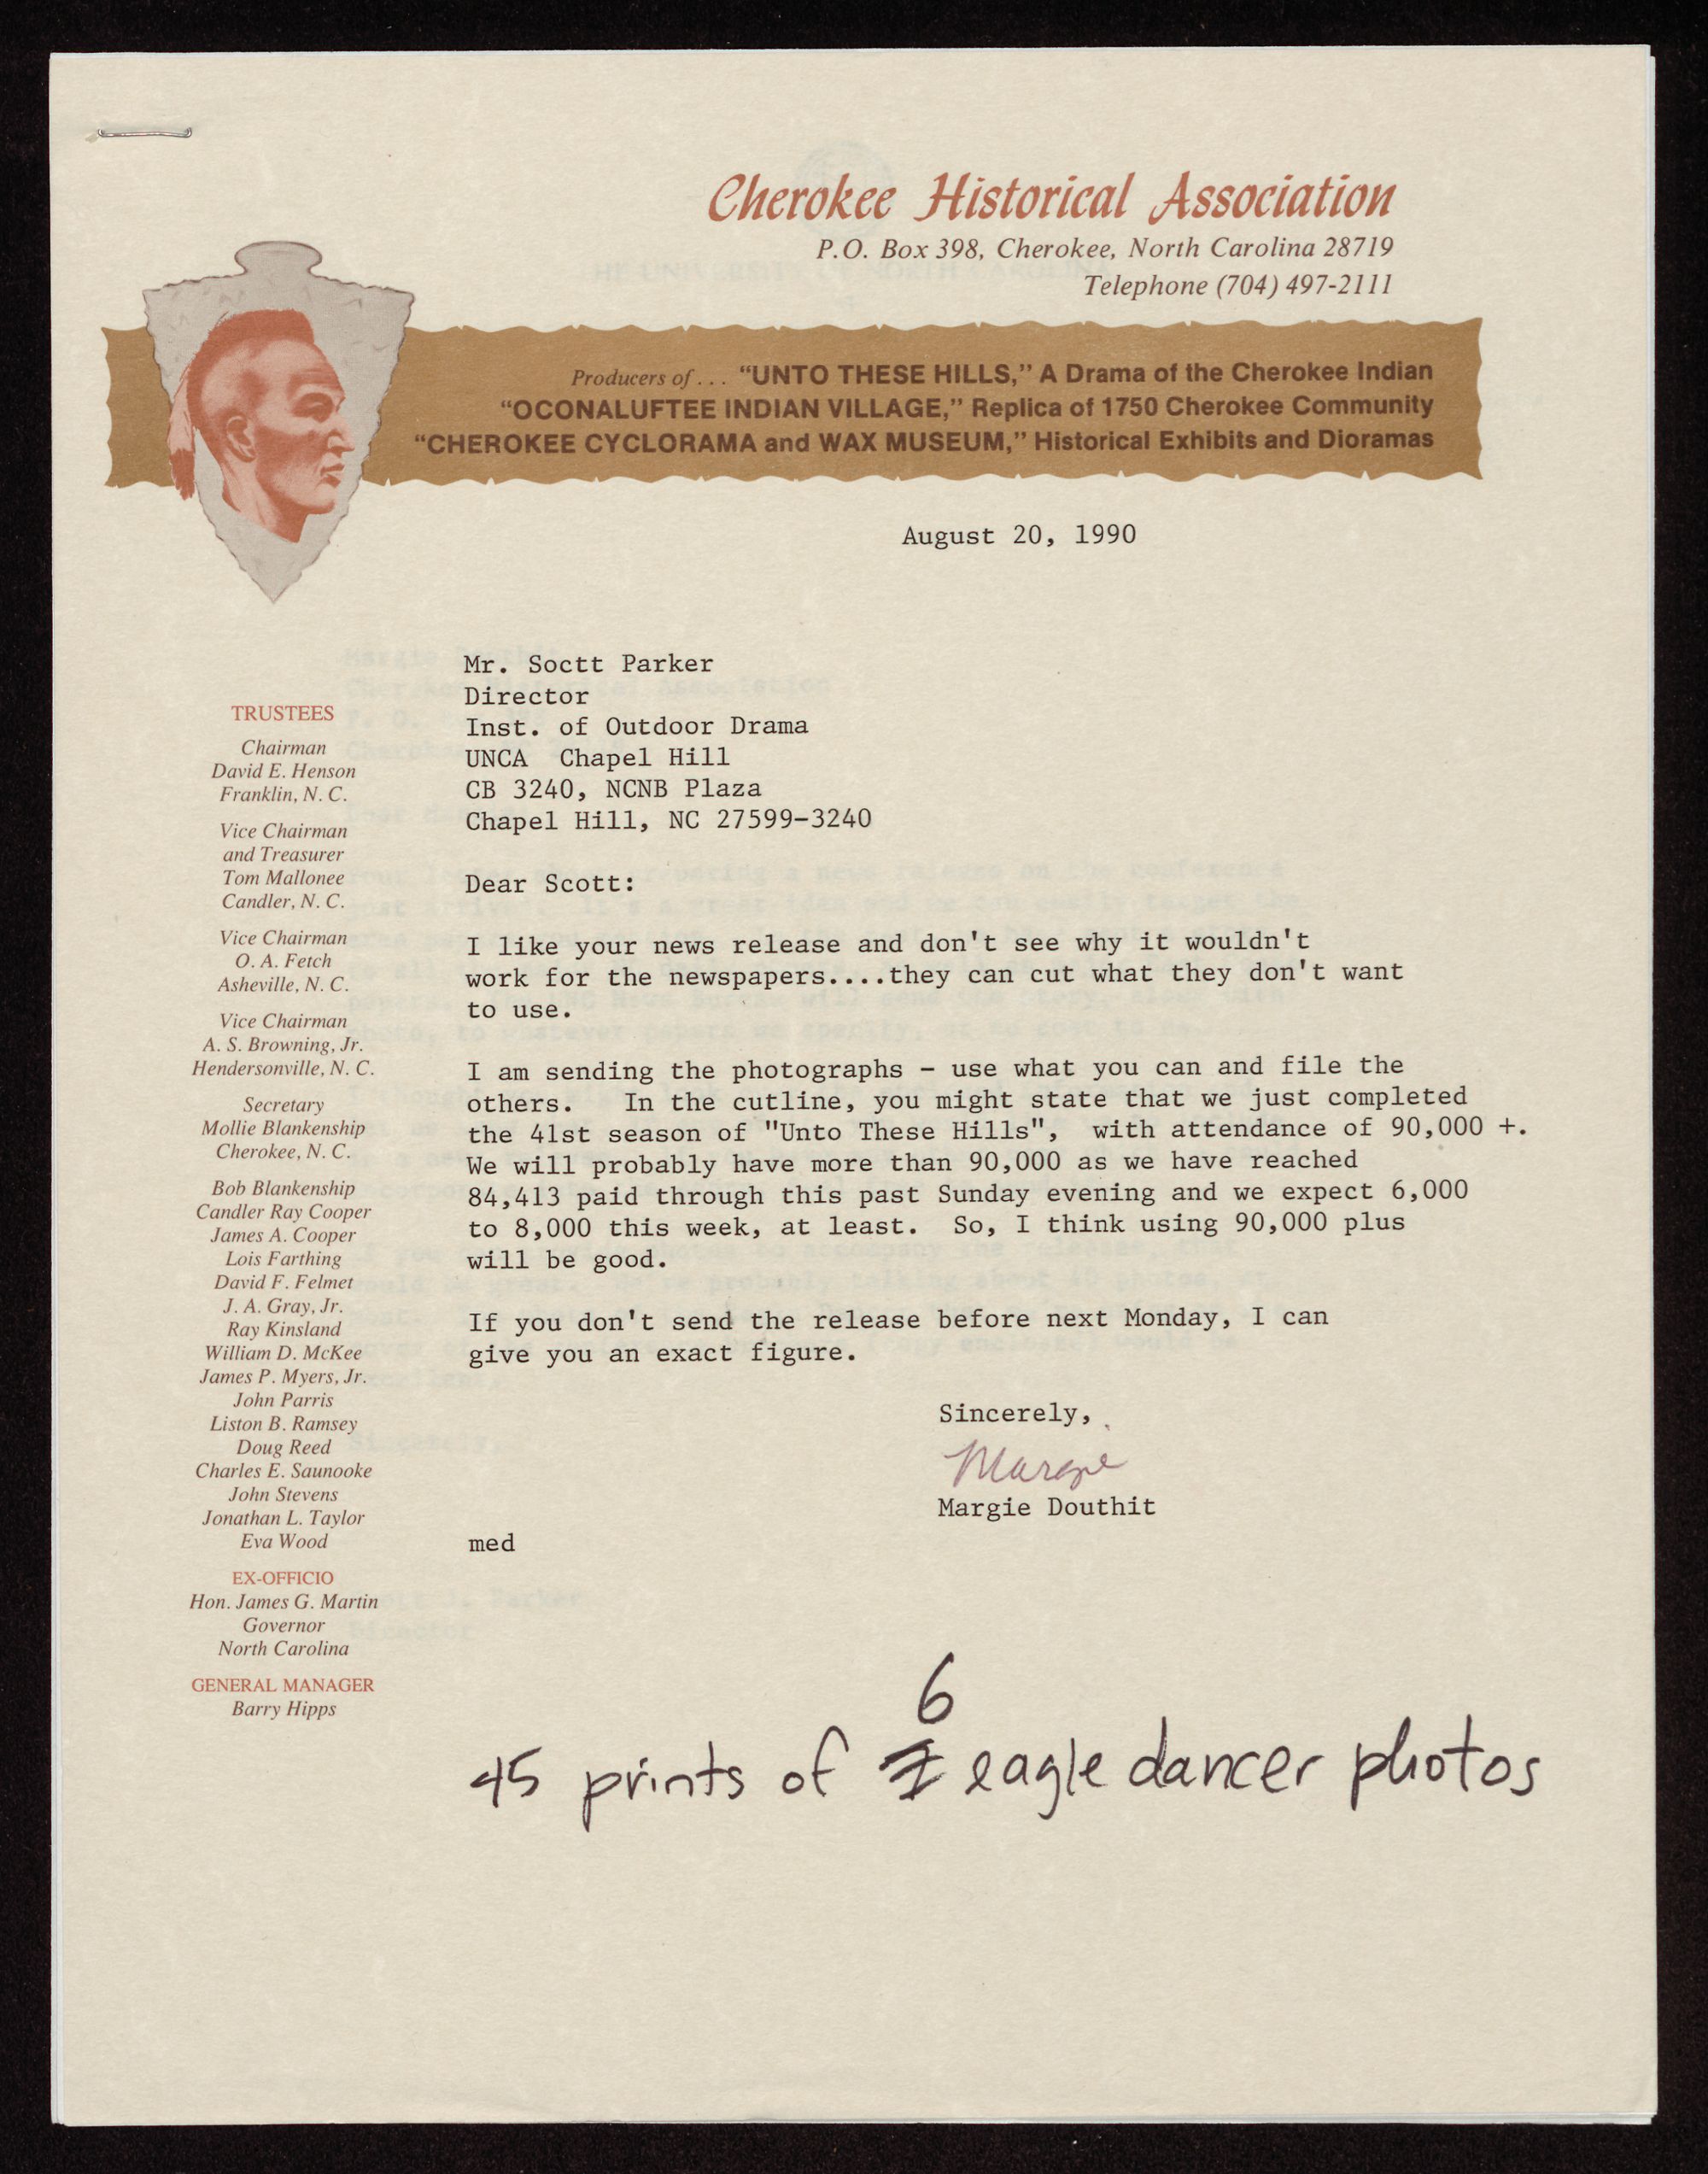 Cherokee Historical Association
P.O. Box 398, Cherokee, North Carolina 28719
Telephone (704) 497-2111
Producers of . . . “UNTO THESE HILLS,” A Drama of the Cherokee Indian
“OCONALUFTEE INDIAN VILLAGE,” Replica of 1750 Cherokee Community
“CHEROKEE CYCLORAMA and WAX MUSEUM,” Historical Exhibits and Dioramas
August 20, 1990
Mr. Soctt Parker
Director
Inst. of Outdoor Drama
UNCA  Chapel Hill
CB 3240, NCNB Plaza
Chapel Hill, NC 27599-3240
Dear Scott:
I like your news release and don't see why it wouldn't
work for the newspapers....they can cut what they don't want
to use.
I am sending the photographs - use what you can and file the
others.   In the cutline, you might state that we just completed
the 41st season of "Unto These Hills",  with attendance of 90,000 +.
We will probably have more than 90,000 as we have reached
84,413 paid through this past Sunday evening and we expect 6,000
to 8,000 this week, at least.  So, I think using 90,000 plus
will be good.
If you don't send the release before next Monday, I can
give you an exact figure.
Sincerely,
Margie
Margie Douthit
med
TRUSTEES
Chairman
David E. Henson
Franklin, N. C.
Vice Chairman
and Treasurer
Tom Mallonee
Candler, N. C.
Vice Chairman
O. A. Fetch
Asheville, N. C.
Vice Chairman
A. S. Browning, Jr.
Hendersonville, N. C.
Secretary
Mollie Blankenship
Cherokee, N. C.
Bob Blankenship
Candler Ray Cooper
James A. Cooper
Lois Farthing
David F. Felmet
J. A. Gray, Jr.
Ray Kinsland
William D. McKee
James P. Myers, Jr.
John Parris
Liston B. Ramsey
Doug Reed
Charles E. Saunooke
John Stevens
Jonathan L. Taylor
Eva Wood
EX-OFFICIO
Hon. James G. Martin
Governor
North Carolina
GENERAL MANAGER
Barry Hipps
6
45 prints of eagle dancer photos